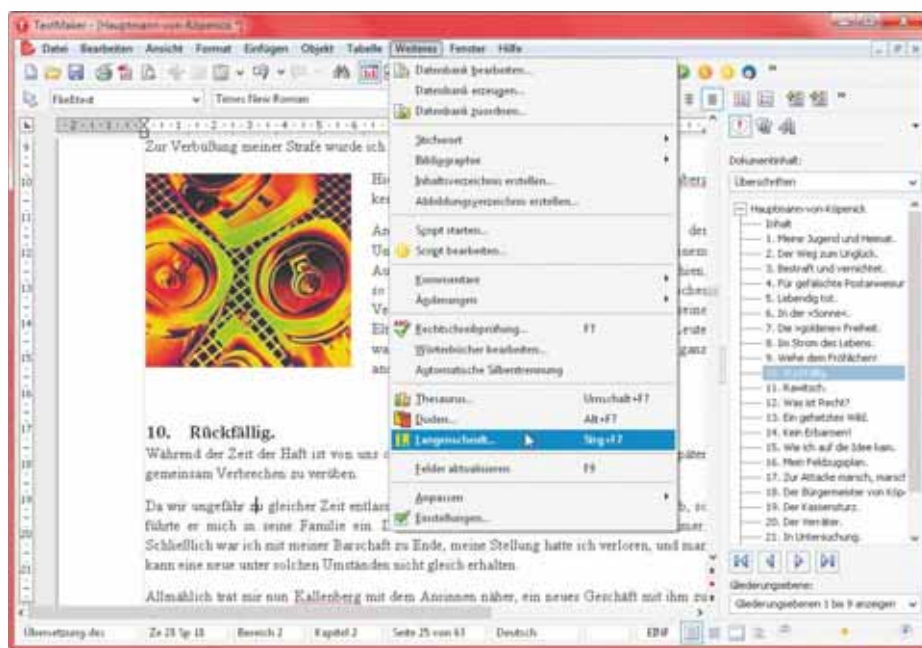 TextMaker - [Hauptmann-von-Köpenick *]
Datei Bearbeiten Ansicht Format Einfügen Objekt Tabelle Weiteres Fenster Hilfe
Fließtext Times New Roman
Zur Verbüßung meiner Strafe wurde ich
10. Rückfällig.
Während der Zeit der Haft ist von uns
gemeinsam Verbrechen zu verüben.
Da wir ungefähr zu gleicher Zeit
führte er mich in seine Familie ein.
Schließlich war ich mit meiner Barschaft zu Ende, meine Stellung hatte ich verloren, und man
kann eine neue unter solchen Umständen nicht gleich erhalten.
Allmählich trat mir nun Kallenberg mit dem Ansinnen näher, ein neues Geschäft mit ihm zu
Datenbank bearbeiten...
Datenbank erzeugen...
Datenbank zuordnen...
Stichwort
Bibliographie
Inhaltsverzeichnis erstellen...
Abbildungsverzeichnis erstellen...
Script starten...
Script bearbeiten...
Kommentare
Änderungen
Rechtschreibprüfung... F7
Wörterbücher bearbeiten...
Automatische Silbentrennung
Thesaurus... Umschalt+F7
Duden... Alt+F7
Langenscheidt... Strg+F7
Felder aktualisieren F9
Anpassen
Einstellungen...
Dokumentinhalt:
Überschriften
Hauptmann-von-Köpenick
Inhalt
1. Meine Jugend und Heimat.
2. Der Weg zum Unglück.
3. Bestraft und vernichtet.
4. Für gefälschte Postanweisur
5. Lebendig tot.
6. In der »Sonne«.
7. Die »goldene« Freiheit.
8. Im Strom des Lebens.
9. Wehe dem Fröhlichen!
10. Rückfällig.
11. Rawitsch.
12. Was ist Recht?
13. Ein gehetztes Wild.
14. Kein Erbarmen!
15. Wie ich auf die Idee kam.
16. Mein Feldzugsplan.
17. Zur Attacke marsch, marsch
18. Der Bürgermeister von Köp
19. Der Kassensturz.
20. Der Verräter.
21. In Untersuchung.
Gliederungsebene:
Gliederungsebenen 1 bis 9 anzeigen
Übersetzung des Ze 28 Sp 18 Bereich 2 Kapitel 2 Seite 25 von 63 Deutsch EINF